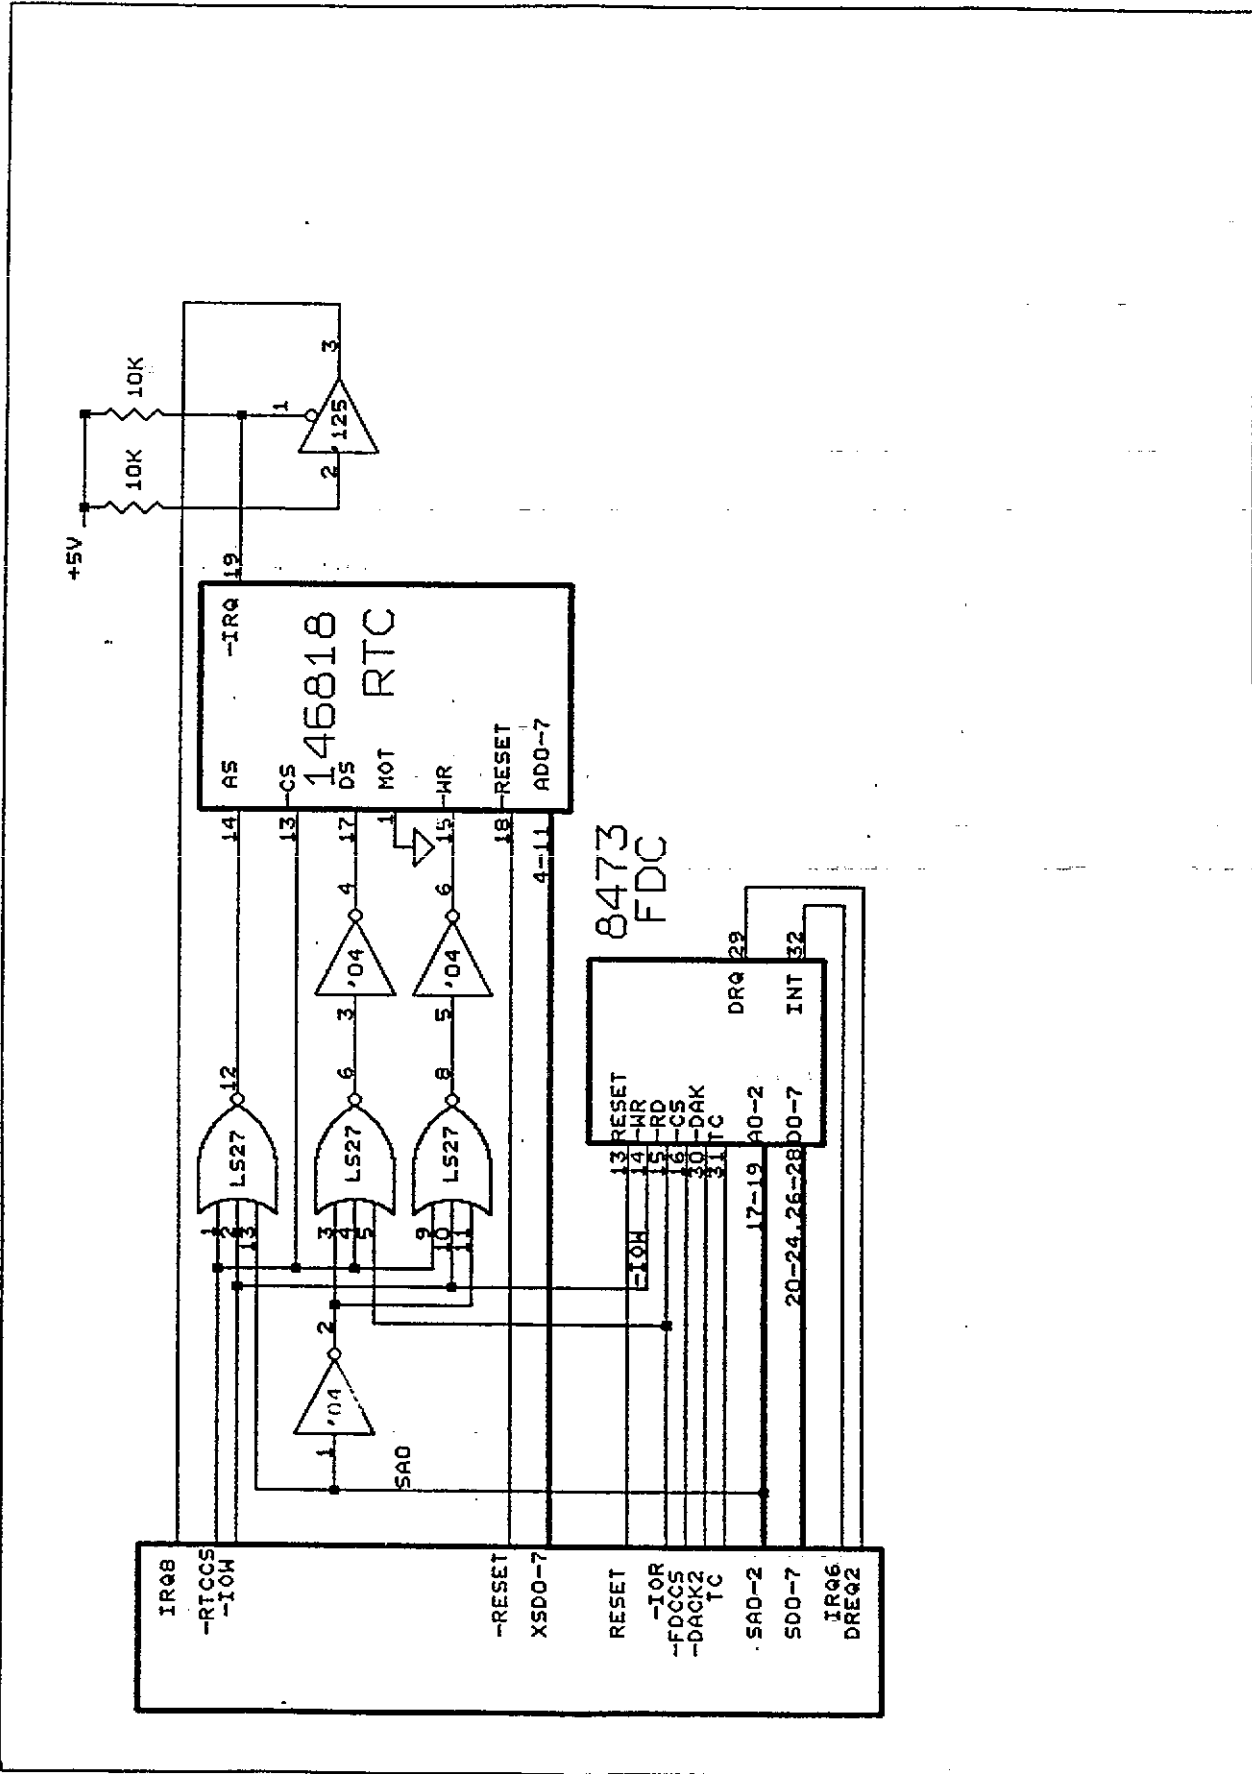 +5V
10K
10K
IRQ8
-RTCCS
-IOW
-RESET
XSD0-7
RESET
-IOR
-FDCCS
-DACK2
TC
SA0-2
SD0-7
IRQ6
DREQ2
SA0
1
'04
2
1
2
13
LS27
12
3
4
5
LS27
6
9
10
11
LS27
8
3
'04
4
5
'04
6
14
AS
13
-CS
17
DS
1
MOT
15
-WR
18
-RESET
4-11
AD0-7
146818
RTC
-IRQ
19
1
2
'125
3
8473
FDC
-IOW
13
RESET
14
-WR
15
-RD
16
-CS
30
-DAK
31
TC
17-19
A0-2
20-24,26-28
D0-7
DRQ
29
INT
32